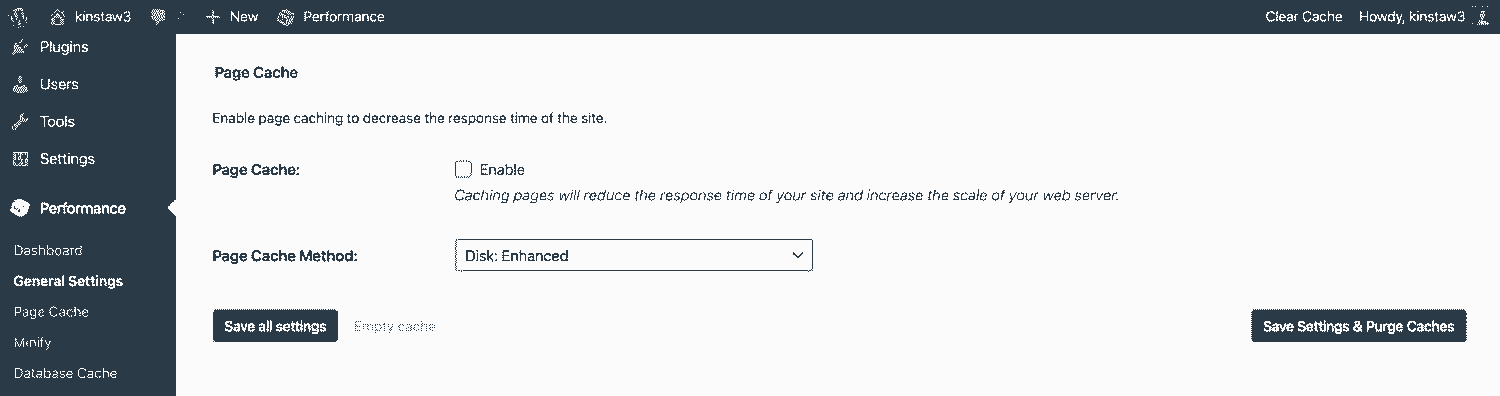 kinstaw3
New
Performance
Clear Cache
Howdy, kinstaw3
Plugins
Users
Tools
Settings
Performance
Dashboard
General Settings
Page Cache
Minify
Database Cache
Page Cache
Enable page caching to decrease the response time of the site.
Page Cache:
Enable
Caching pages will reduce the response time of your site and increase the scale of your web server.
Page Cache Method:
Disk: Enhanced
Save all settings
Empty cache
Save Settings & Purge Caches